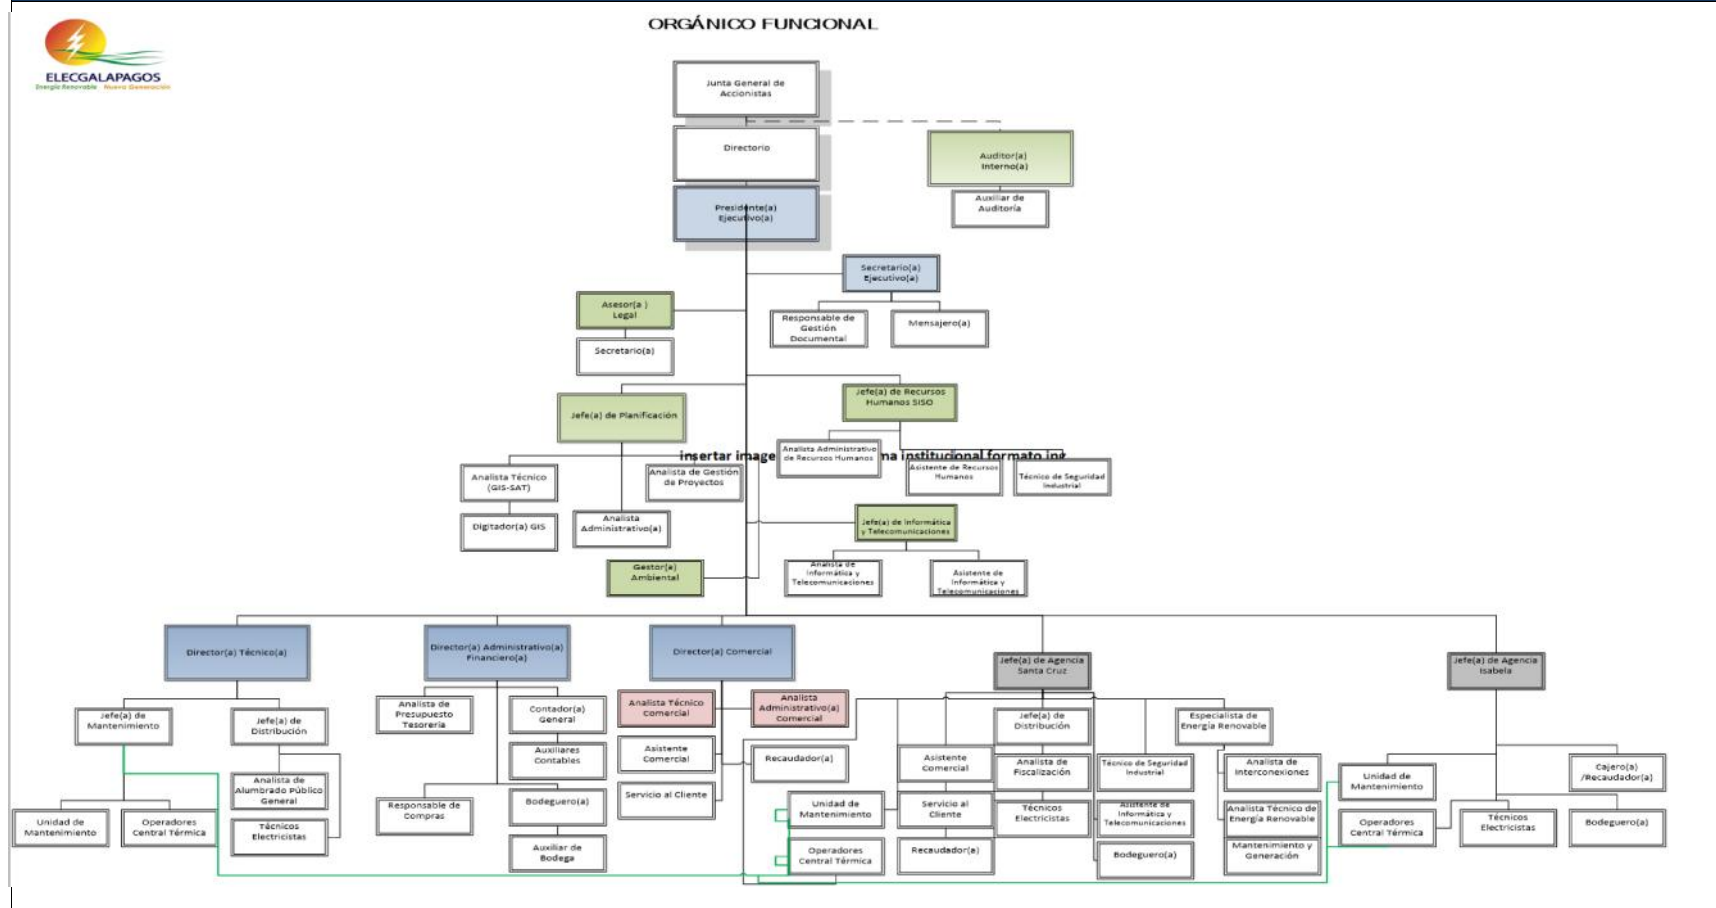 ORGÁNICO FUNCIONAL
ELECGALAPAGOS
Energía Renovable Nueva Generación
Junta General de
Accionistas
Directorio
Auditor(a)
Interno(a)
Auxiliar de
Auditoría
Presidente(a)
Ejecutivo(a)
Secretario(a)
Ejecutivo(a)
Asesor(a )
Legal
Responsable de
Gestión
Documental
Mensajero(a)
Secretario(a)
Jefe(a) de Recursos
Humanos SISO
Jefe(a) de Planificación
Analista Administrativo
de Recursos Humanos
insertar image
ma institucional formato jpg
Asistente de Recursos
Humanos
Técnico de Seguridad
Industrial
Analista Técnico
(GIS-SAT)
Analista de Gestión
de Proyectos
Digitador(a) GIS
Analista
Administrativo(a)
Jefe(a) de Informática
y Telecomunicaciones
Gestor(a)
Ambiental
Analista de
Informática y
Telecomunicaciones
Asistente de
Informática y
Telecomunicaciones
Director(a) Técnico(a)
Director(a) Administrativo(a)
Financiero(a)
Director(a) Comercial
Jefe(a) de Agencia
Santa Cruz
Jefe(a) de Agencia
Isabela
Jefe(a) de
Mantenimiento
Jefe(a) de
Distribución
Analista de
Presupuesto
Tesorería
Contador(a)
General
Analista Técnico
Comercial
Analista
Administrativo(a)
Comercial
Jefe(a) de
Distribución
Especialista de
Energía Renovable
Auxiliares
Contables
Asistente
Comercial
Recaudador(a)
Asistente
Comercial
Analista de
Fiscalización
Técnico de Seguridad
Industrial
Analista de
Interconexiones
Unidad de
Mantenimiento
Cajero(a)
/Recaudador(a)
Analista de
Alumbrado Público
General
Responsable de
Compras
Bodeguero(a)
Servicio al Cliente
Unidad de
Mantenimiento
Servicio al
Cliente
Técnicos
Electricistas
Asistente de
Informática y
Telecomunicaciones
Analista Técnico de
Energía Renovable
Unidad de
Mantenimiento
Operadores
Central Térmica
Técnicos
Electricistas
Operadores
Central Térmica
Técnicos
Electricistas
Bodeguero(a)
Auxiliar de
Bodega
Operadores
Central Térmica
Recaudador(a)
Bodeguero(a)
Mantenimiento y
Generación